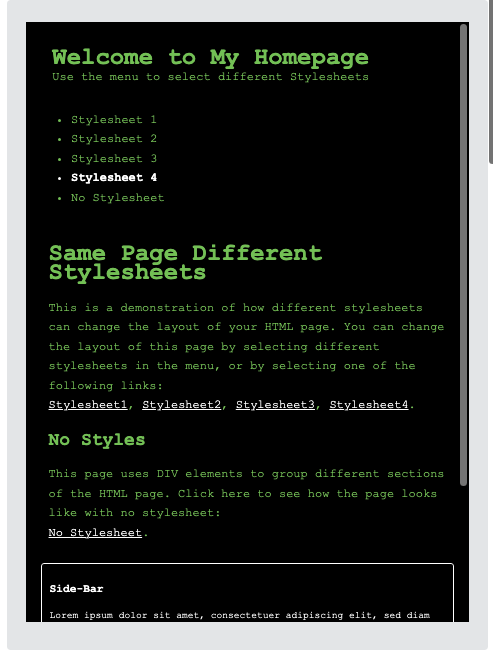 Welcome to My Homepage
Use the menu to select different Stylesheets
Stylesheet 1
Stylesheet 2
Stylesheet 3
Stylesheet 4
No Stylesheet
Same Page Different
Stylesheets
This is a demonstration of how different stylesheets
can change the layout of your HTML page. You can change
the layout of this page by selecting different
stylesheets in the menu, or by selecting one of the
following links:
Stylesheet1, Stylesheet2, Stylesheet3, Stylesheet4.
No Styles
This page uses DIV elements to group different sections
of the HTML page. Click here to see how the page looks
like with no stylesheet:
No Stylesheet.
Side-Bar
Lorem ipsum dolor sit amet, consectetuer adipiscing elit, sed diam